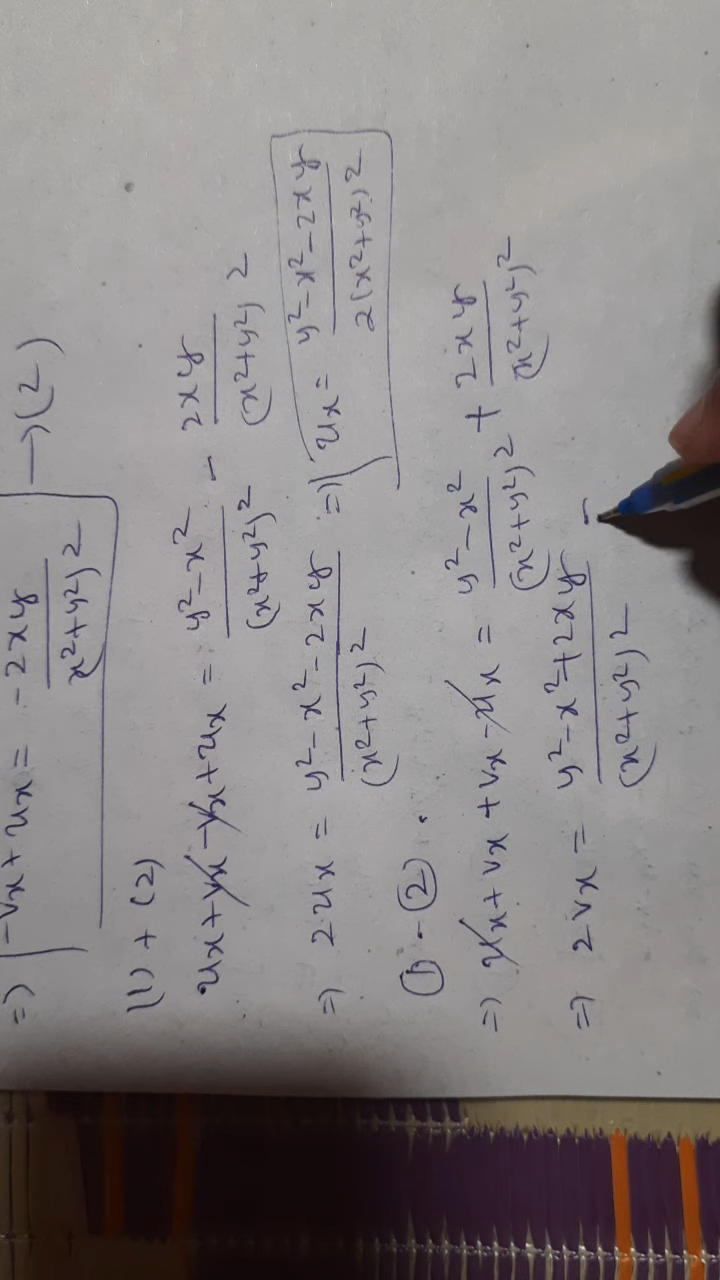 => -vx + ux = -2xy / (x²+y²)² → (2)
(1) + (2)
ux + vx - vx + ux = y² - x² / (x²+y²)² - 2xy / (x²+y²)²
=> 2ux = y² - x² - 2xy / (x²+y²)² => ux = y² - x² - 2xy / 2(x²+y²)²
① - ② .
=> ux + vx + vx - ux = y² - x² / (x²+y²)² + 2xy / (x²+y²)²
=> 2vx = y² - x² + 2xy / (x²+y²)² -